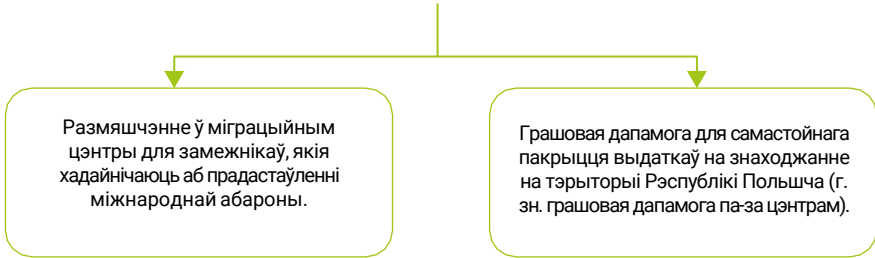 Размяшчэнне ў міграцыйным
цэнтры для замежнікаў, якія
хадайнічаюць аб прадастаўленні
міжнароднай абароны.
Грашовая дапамога для самастойнага
пакрыцця выдаткаў на знаходжанне
на тэрыторыі Рэспублікі Польшча (г.
зн. грашовая дапамога па-за цэнтрам).